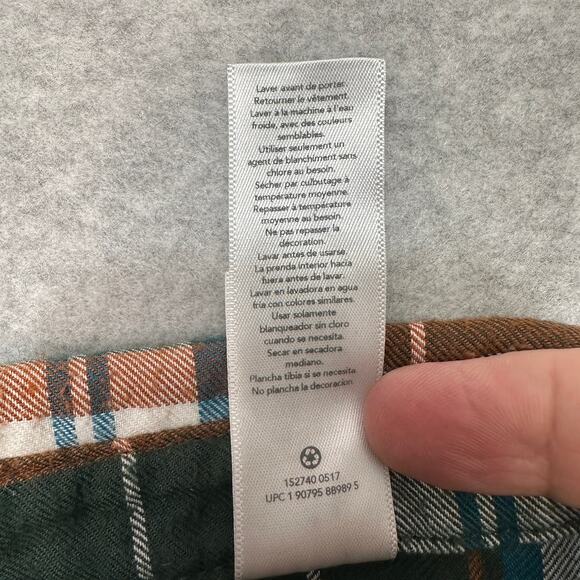 Laver avant de porter.
Retourner le vêtement.
Laver à la machine à l'eau
froide, avec des couleurs
semblables.
Utiliser seulement un
agent de blanchiment sans
chlore au besoin.
Sécher par culbutage à
température moyenne.
Repasser à température
moyenne au besoin.
Ne pas repasser la
décoration.
Lavar antes de usarse.
La prenda interior hacia
fuera antes de lavar.
Lavar en lavadora en agua
fría con colores similares.
Usar solamente
blanqueador sin cloro
cuando se necesita.
Secar en secadora
mediano.
Plancha tibia si se necesita.
No plancha la decoracion.
152740 0517
UPC 1 90795 88989 5